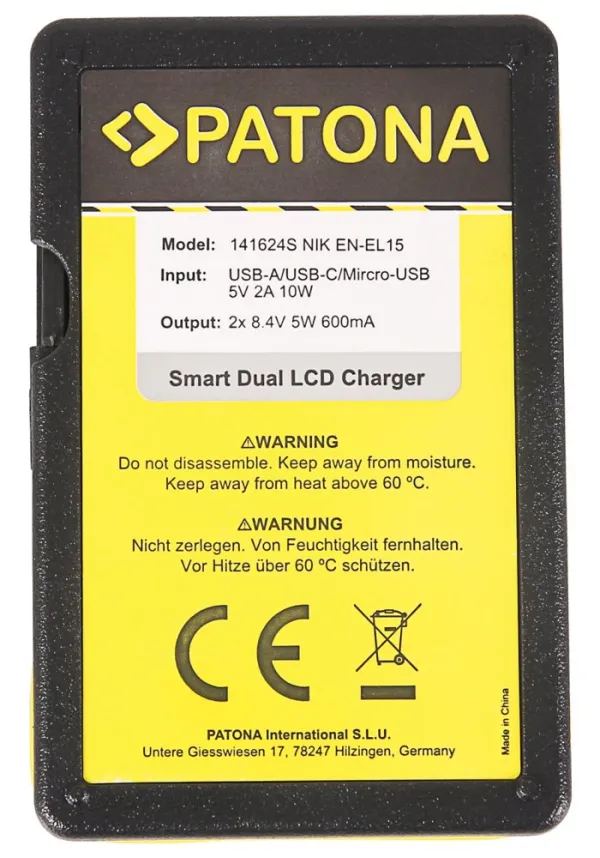 PATONA
Model: 141624S NIK EN-EL15
Input: USB-A/USB-C/Mircro-USB
5V 2A 10W
Output: 2x 8.4V 5W 600mA
Smart Dual LCD Charger
⚠WARNING
Do not disassemble. Keep away from moisture.
Keep away from heat above 60 ºC.
⚠WARNUNG
Nicht zerlegen. Von Feuchtigkeit fernhalten.
Vor Hitze über 60 ºC schützen.
CE
PATONA International S.L.U.
Untere Giesswiesen 17, 78247 Hilzingen, Germany
Made in China